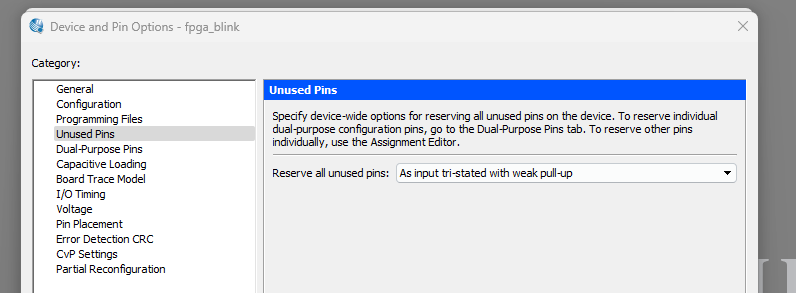 Device and Pin Options - fpga_blink
Category:
General
Configuration
Programming Files
Unused Pins
Dual-Purpose Pins
Capacitive Loading
Board Trace Model
I/O Timing
Voltage
Pin Placement
Error Detection CRC
CvP Settings
Partial Reconfiguration
Unused Pins
Specify device-wide options for reserving all unused pins on the device. To reserve individual
dual-purpose configuration pins, go to the Dual-Purpose Pins tab. To reserve other pins
individually, use the Assignment Editor.
Reserve all unused pins: As input tri-stated with weak pull-up